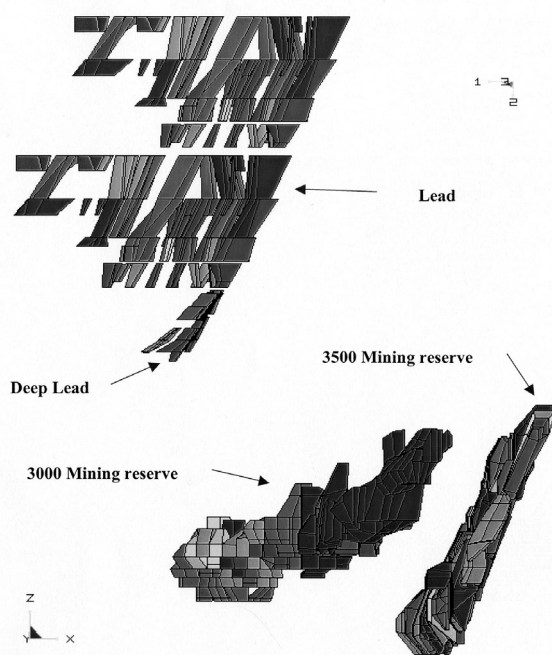 1 3
2
Lead
3500 Mining reserve
Deep Lead
3000 Mining reserve
Z
Y X